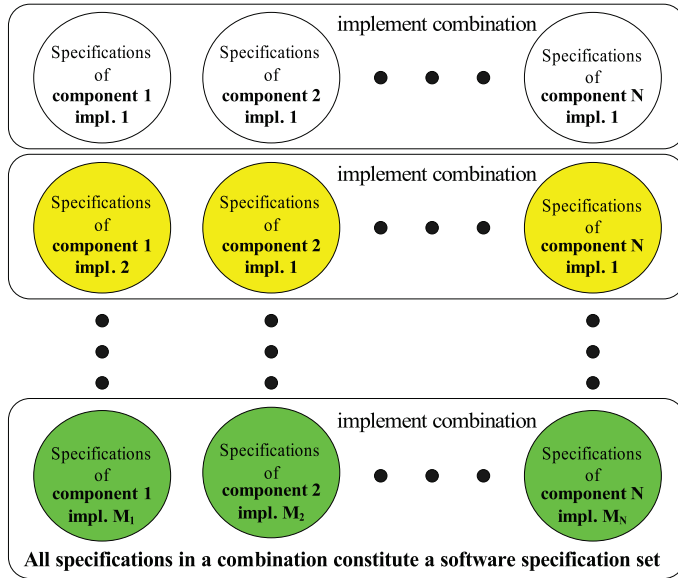 implement combination
Specifications of component 1 impl. 1
Specifications of component 2 impl. 1
Specifications of component N impl. 1
implement combination
Specifications of component 1 impl. 2
Specifications of component 2 impl. 1
Specifications of component N impl. 1
implement combination
Specifications of component 1 impl. M₁
Specifications of component 2 impl. M₂
Specifications of component N impl. Mₙ
All specifications in a combination constitute a software specification set